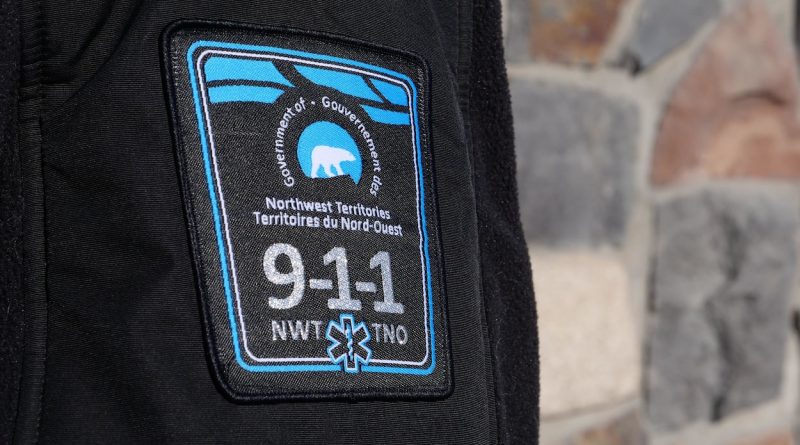 Government of • Gouvernement des
Northwest Territories
Territoires du Nord-Ouest
9-1-1
NWT TNO